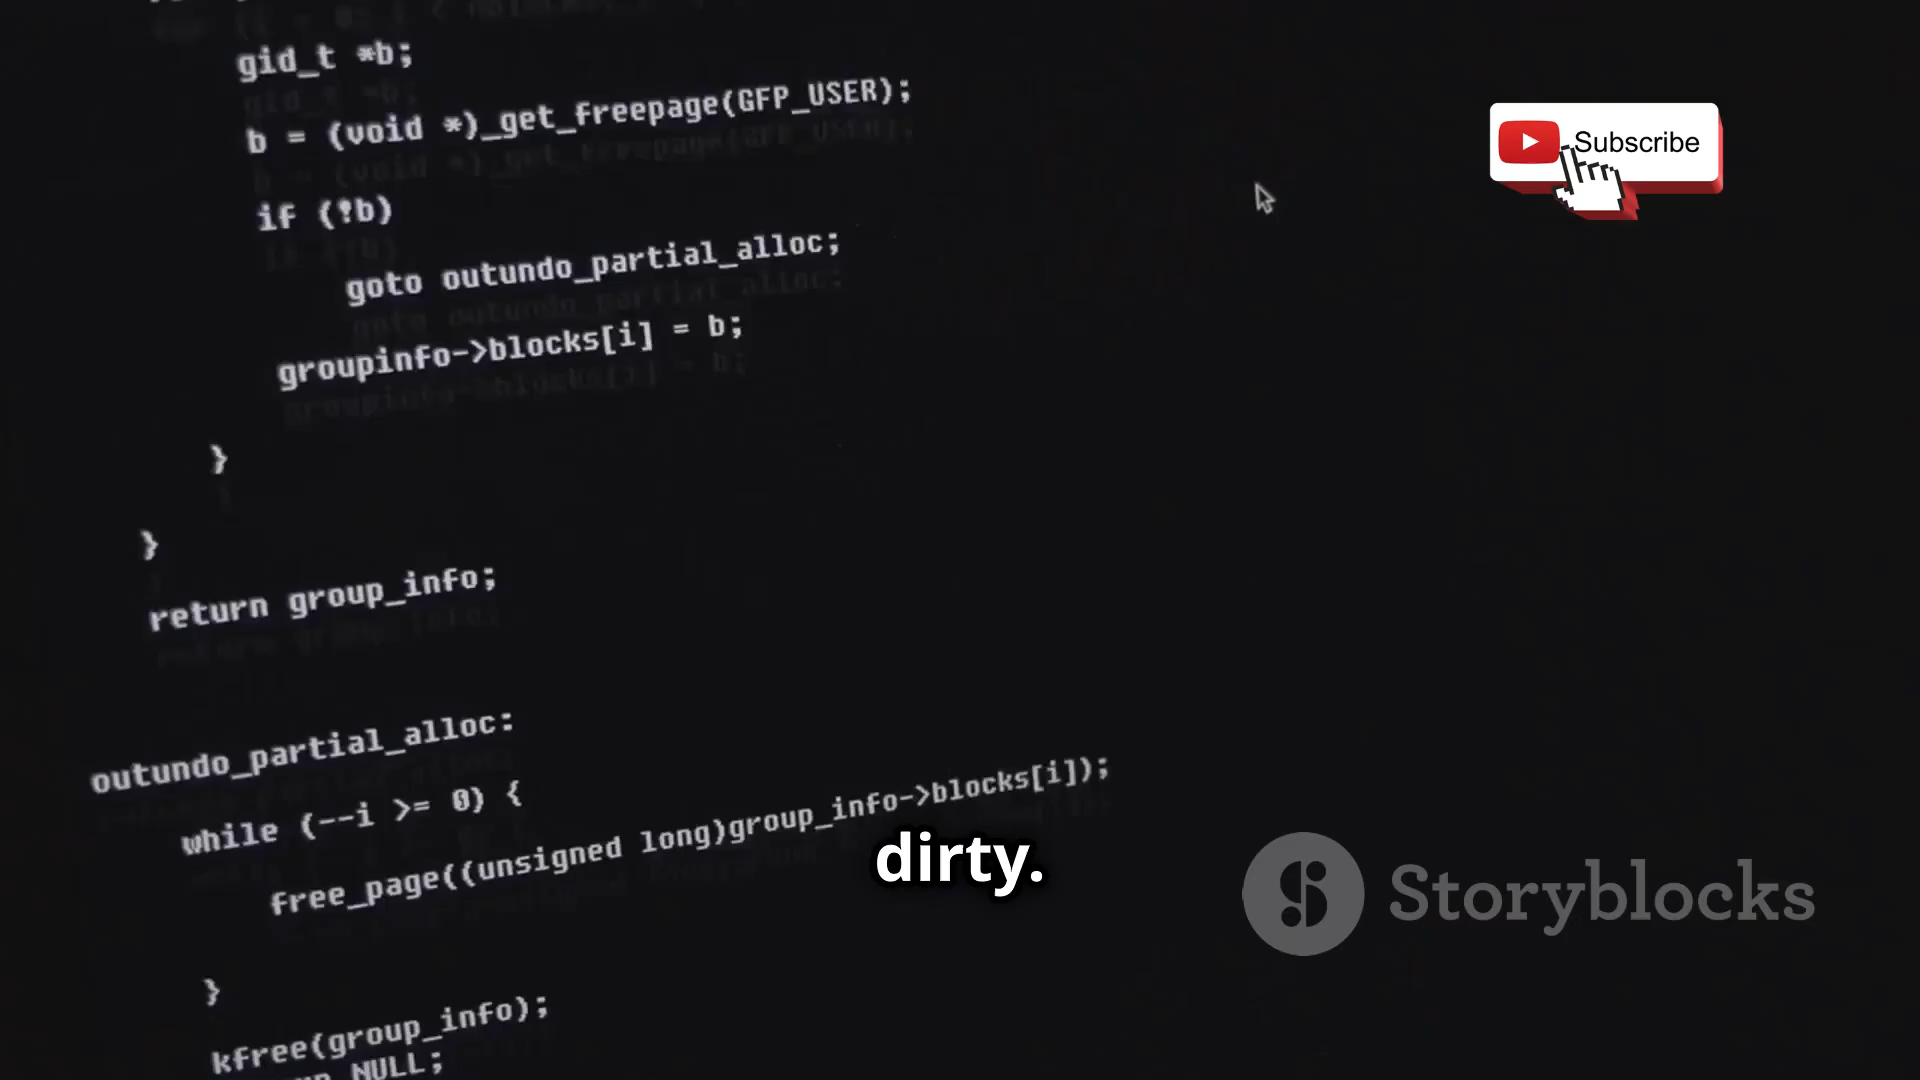 gid_t *b;
b = (void *)_get_freepage(GFP_USER);
if (!b)
goto outundo_partial_alloc;
groupinfo->blocks[i] = b;
}
}
return group_info;
outundo_partial_alloc:
while (--i >= 0) {
free_page((unsigned long)group_info->blocks[i]);
}
kfree(group_info);
NULL;
Subscribe
dirty.
Storyblocks